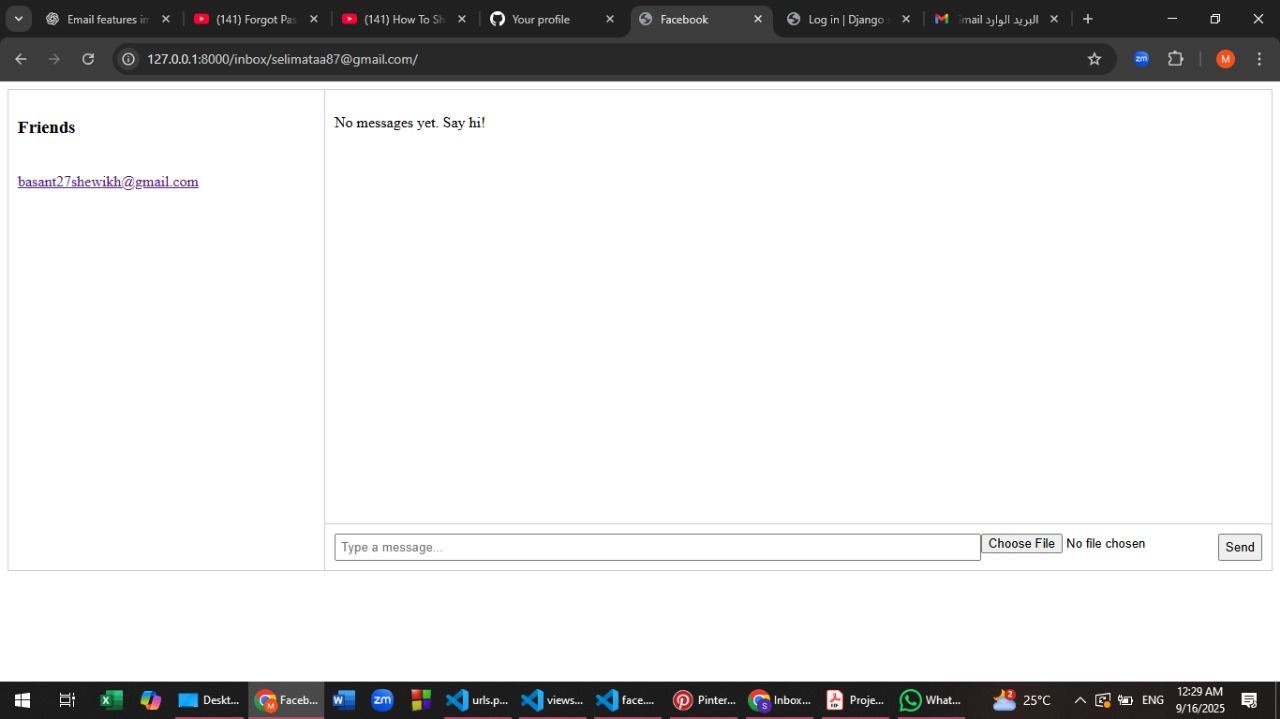 Email features in
(141) Forgot Pas
(141) How To Sh
Your profile
Facebook
Log in | Django s
البريد الوارد Gmail
127.0.0.1:8000/inbox/selimataa87@gmail.com/
zm
M
Friends
basant27shewikh@gmail.com
No messages yet. Say hi!
Type a message...
Choose File No file chosen
Send
Deskt...
Faceb...
zm
urls.p...
views...
face....
Pinter...
Inbox...
Proje...
What...
2
25°C
ENG
12:29 AM
9/16/2025